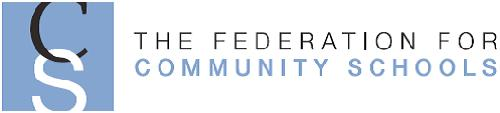 CS
THE FEDERATION FOR
COMMUNITY SCHOOLS